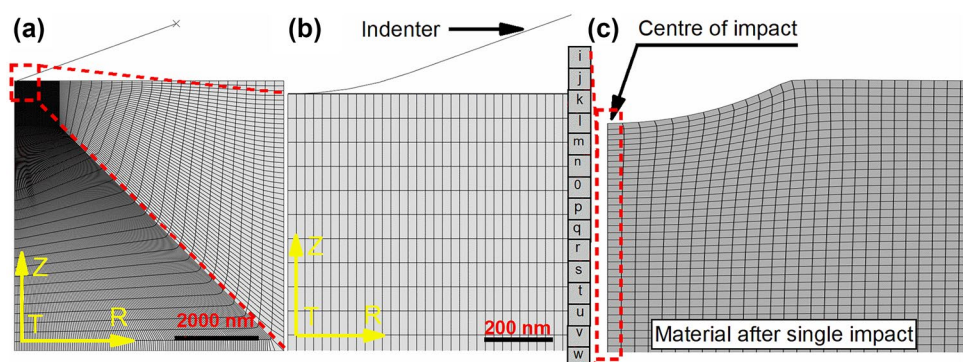 (a)
Z
T
R
2000 nm
(b)
Indenter
Z
T
R
200 nm
i
j
k
l
m
n
0
p
q
r
s
t
u
v
w
(c)
Centre of impact
Material after single impact